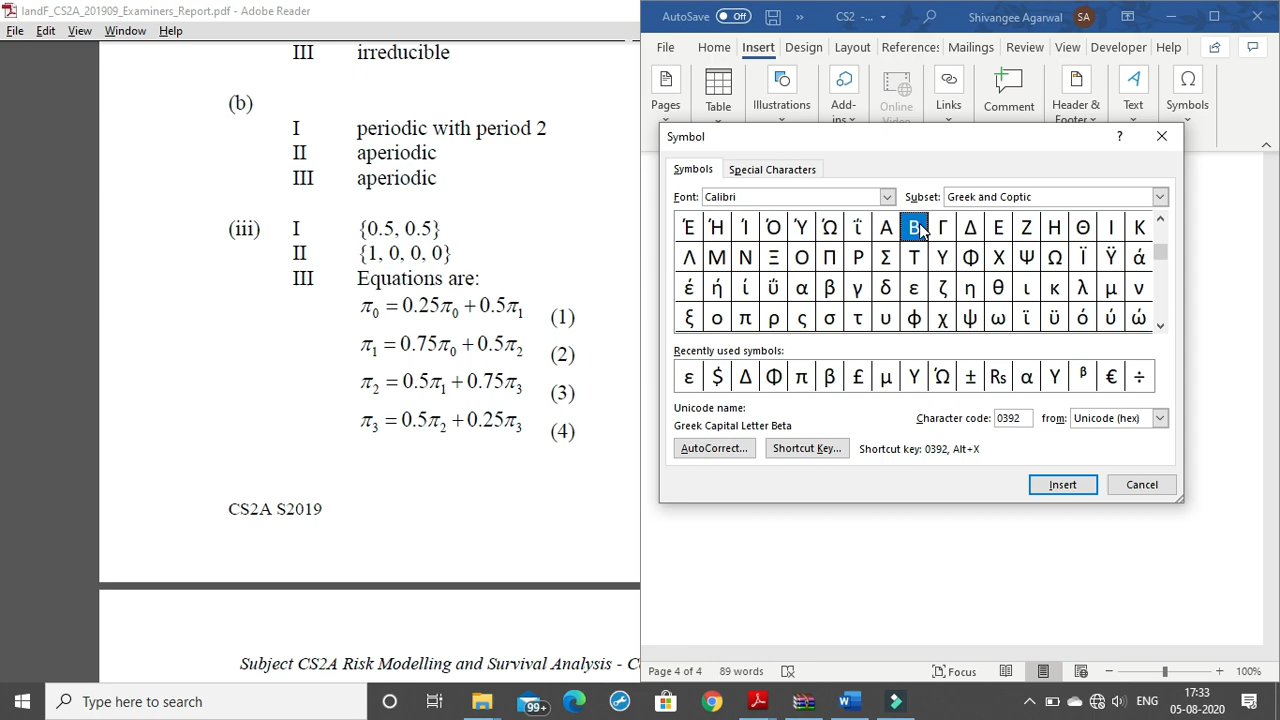 IandF_CS2A_201909_Examiners_Report.pdf - Adobe Reader
File Edit View Window Help
III irreducible
(b)
I periodic with period 2
II aperiodic
III aperiodic
(iii) I {0.5, 0.5}
II {1, 0, 0, 0}
III Equations are:
π₀ = 0.25π₀ + 0.5π₁ (1)
π₁ = 0.75π₀ + 0.5π₂ (2)
π₂ = 0.5π₁ + 0.75π₃ (3)
π₃ = 0.5π₂ + 0.25π₃ (4)
CS2A S2019
Subject CS2A Risk Modelling and Survival Analysis - C
AutoSave Off » CS2 -... Shivangee Agarwal SA
File Home Insert Design Layout References Mailings Review View Developer Help
Pages Table Illustrations Add-ins Online Video Links Comment Header & Footer Text Symbols
Symbol ?
Symbols Special Characters
Font: Calibri Subset: Greek and Coptic
Έ Ή Ί Ό Ύ Ώ ΐ Α Β Γ Δ Ε Ζ Η Θ Ι Κ
Λ Μ Ν Ξ Ο Π Ρ Σ Τ Υ Φ Χ Ψ Ω Ϊ Ϋ ά
έ ή ί ΰ α β γ δ ε ζ η θ ι κ λ μ ν
ξ ο π ρ ς σ τ υ φ χ ψ ω ϊ ϋ ό ύ ώ
Recently used symbols:
ε $ Δ Φ π β £ μ Υ Ώ ± ₨ α Υ ᵝ € ÷
Unicode name:
Greek Capital Letter Beta
Character code: 0392 from: Unicode (hex)
AutoCorrect... Shortcut Key... Shortcut key: 0392, Alt+X
Insert Cancel
Page 4 of 4 89 words Focus 100%
Type here to search 99+ ENG 17:33
05-08-2020